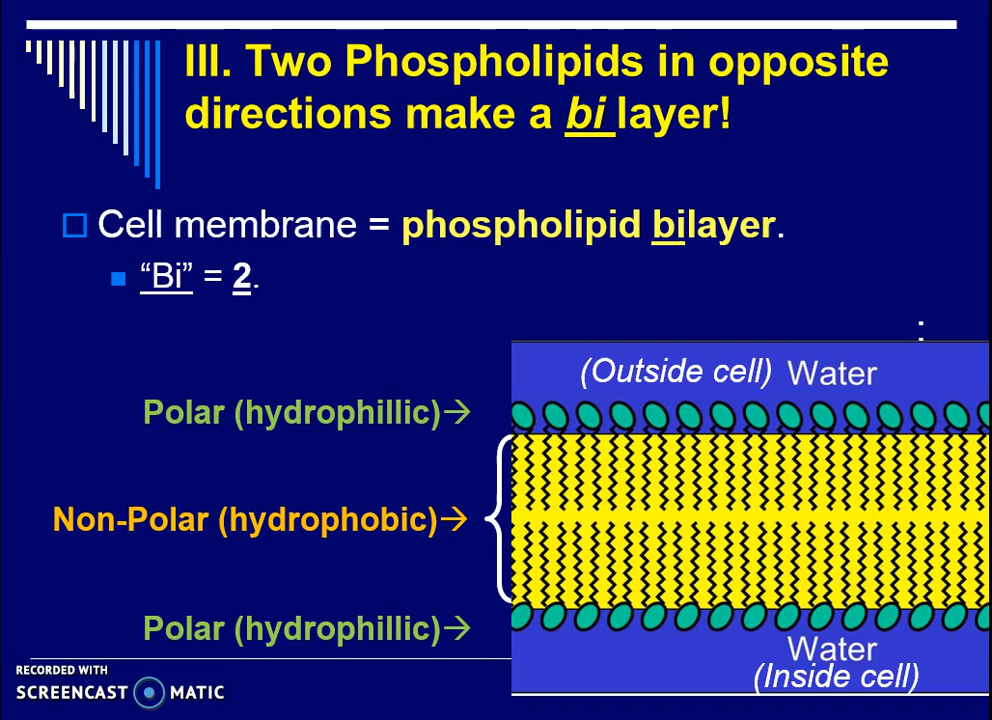 III. Two Phospholipids in opposite
directions make a bi layer!
Cell membrane = phospholipid bilayer.
“Bi” = 2.
:
(Outside cell) Water
Polar (hydrophillic)→
Non-Polar (hydrophobic)→
Polar (hydrophillic)→
Water
(Inside cell)
RECORDED WITH
SCREENCAST MATIC